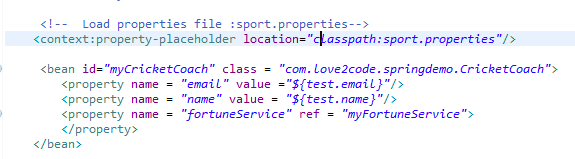 <!--  Load properties file :sport.properties-->
<context:property-placeholder location="classpath:sport.properties"/>
<bean id="myCricketCoach" class = "com.love2code.springdemo.CricketCoach">
<property name = "email" value ="${test.email}"/>
<property name = "name" value = "${test.name}"/>
<property name = "fortuneService" ref = "myFortuneService">
</property>
</bean>